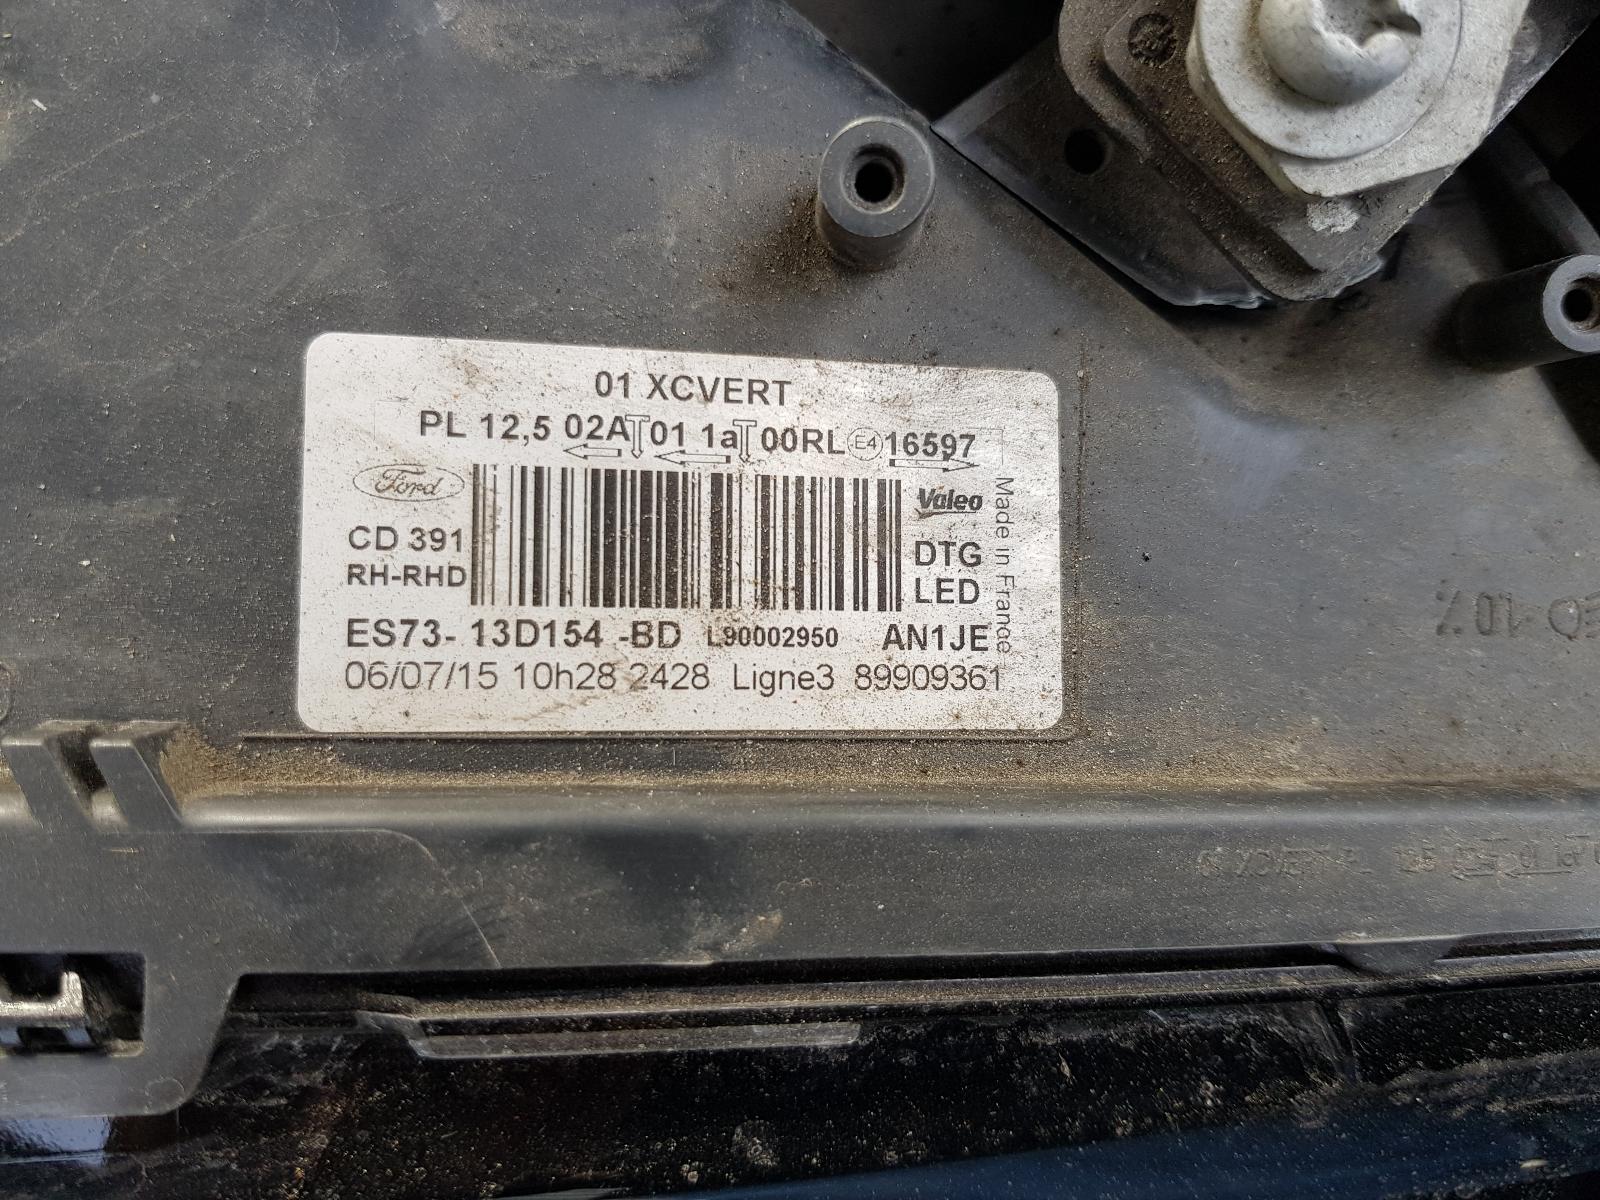 01 XCVERT
PL 12,5 02A 01 1a 00RL E4 16597
Ford
Valeo
CD 391
DTG
RH-RHD
LED
Made in France
ES73- 13D154 -BD L90002950 AN1JE
06/07/15 10h28 2428 Ligne3 89909361